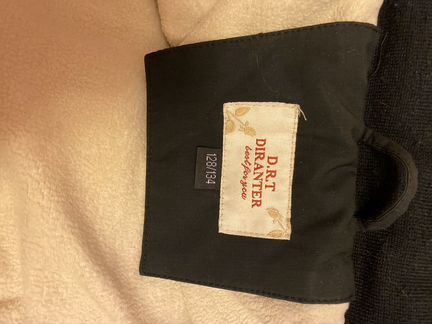 D.R.T
DIRANTER
best for you
128/134